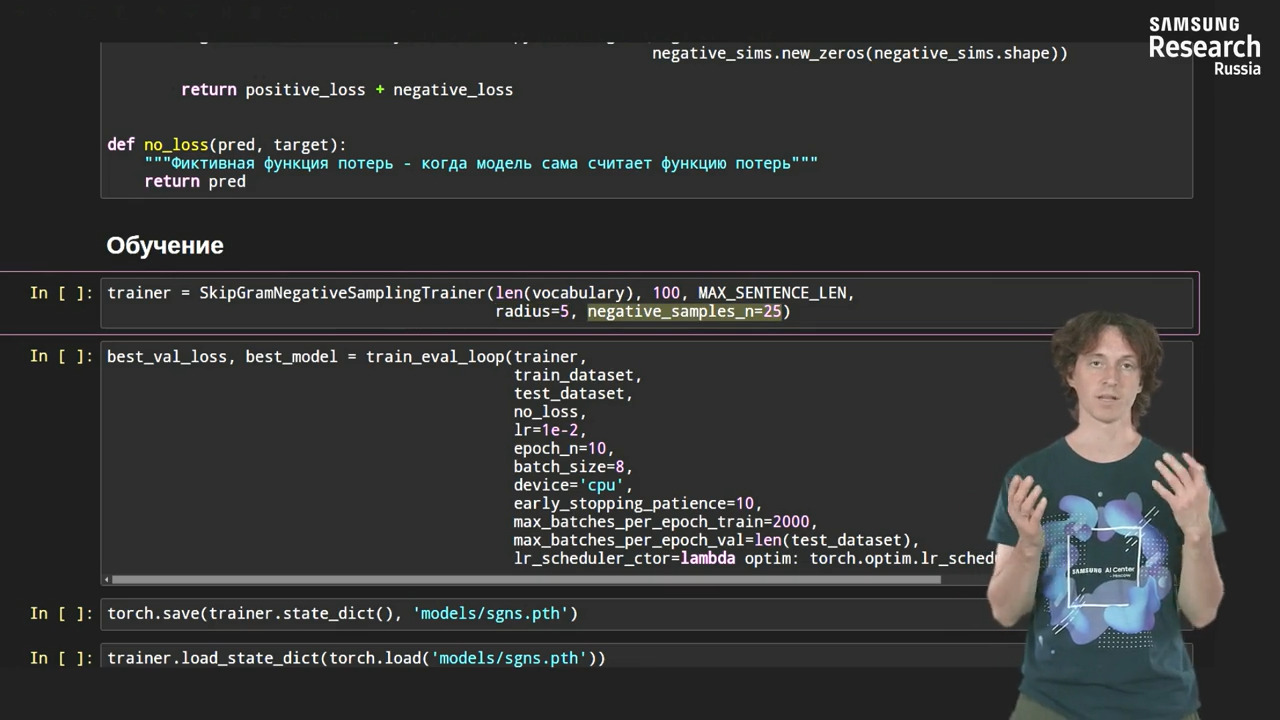 SAMSUNG
Research
Russia
negative_sims.new_zeros(negative_sims.shape))
return positive_loss + negative_loss
def no_loss(pred, target):
"""Фиктивная функция потерь - когда модель сама считает функцию потерь"""
return pred
Обучение
In [ ]: trainer = SkipGramNegativeSamplingTrainer(len(vocabulary), 100, MAX_SENTENCE_LEN,
radius=5, negative_samples_n=25)
In [ ]: best_val_loss, best_model = train_eval_loop(trainer,
train_dataset,
test_dataset,
no_loss,
lr=1e-2,
epoch_n=10,
batch_size=8,
device='cpu',
early_stopping_patience=10,
max_batches_per_epoch_train=2000,
max_batches_per_epoch_val=len(test_dataset),
lr_scheduler_ctor=lambda optim: torch.optim.lr_sched
In [ ]: torch.save(trainer.state_dict(), 'models/sgns.pth')
In [ ]: trainer.load_state_dict(torch.load('models/sgns.pth'))
SAMSUNG AI Center
- Moscow